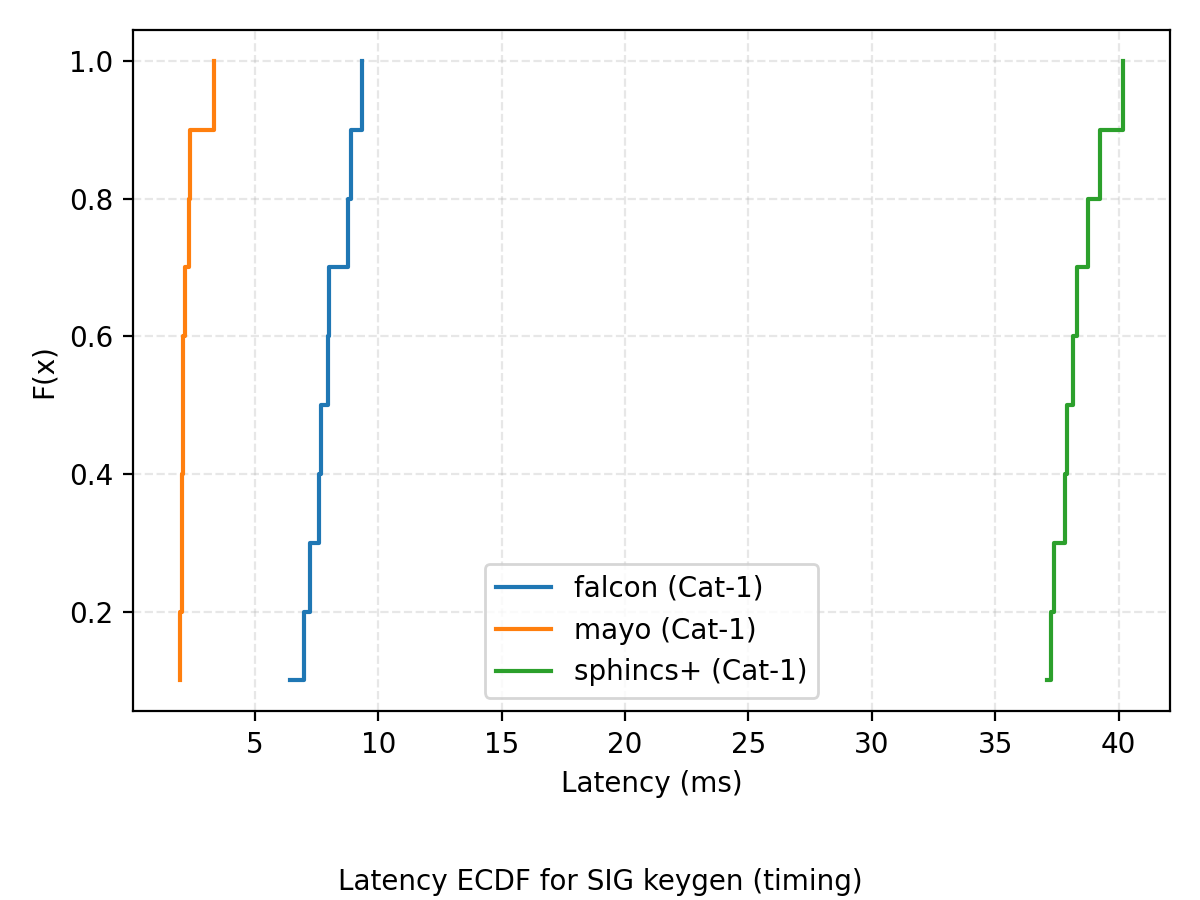 1.0
0.8
0.6
0.4
0.2
F(x)
falcon (Cat-1)
mayo (Cat-1)
sphincs+ (Cat-1)
5 10 15 20 25 30 35 40
Latency (ms)
Latency ECDF for SIG keygen (timing)